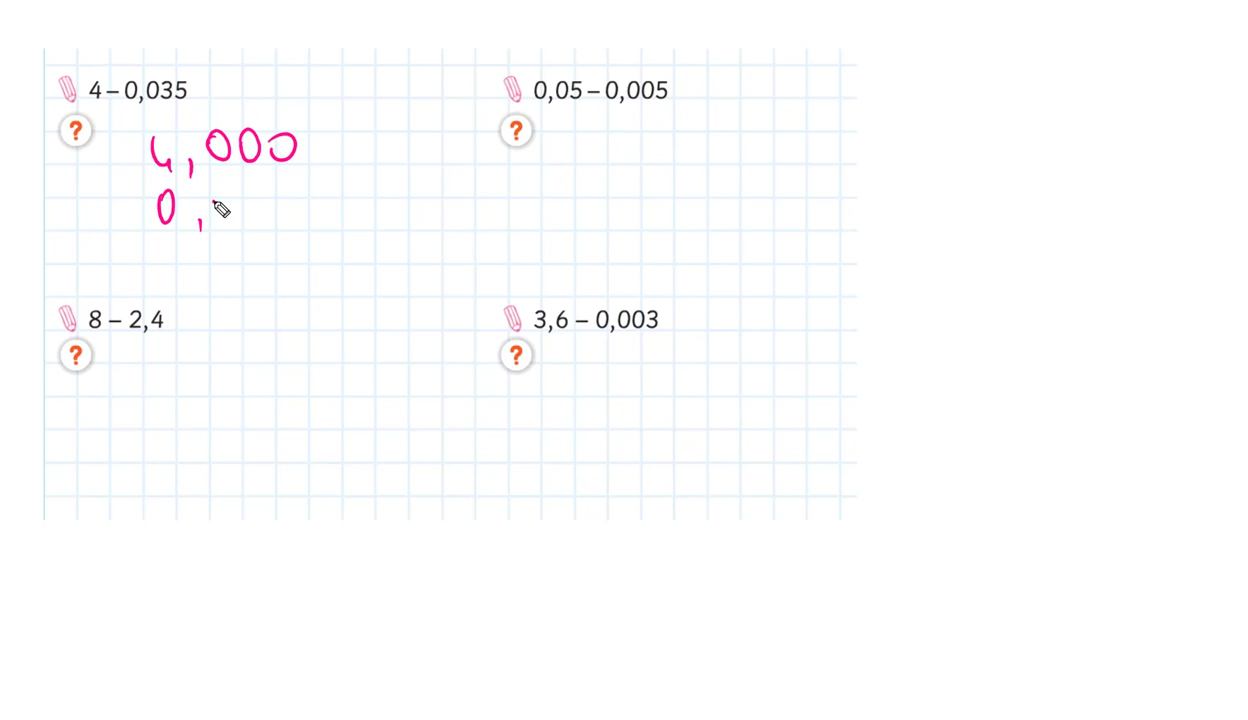 4 – 0,035
?
4,000
0,
0,05 – 0,005
?
8 – 2,4
?
3,6 – 0,003
?